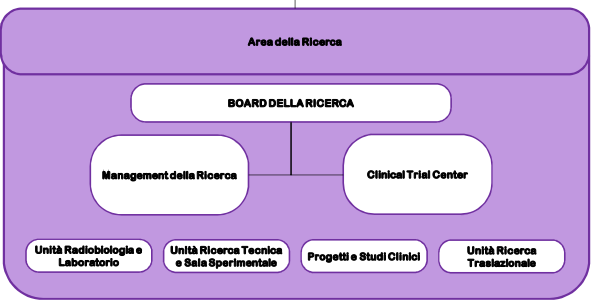 Area della Ricerca
BOARD DELLA RICERCA
Management della Ricerca
Clinical Trial Center
Unità Radiobiologia e
Laboratorio
Unità Ricerca Tecnica
e Sala Sperimentale
Progetti e Studi Clinici
Unità Ricerca
Traslazionale